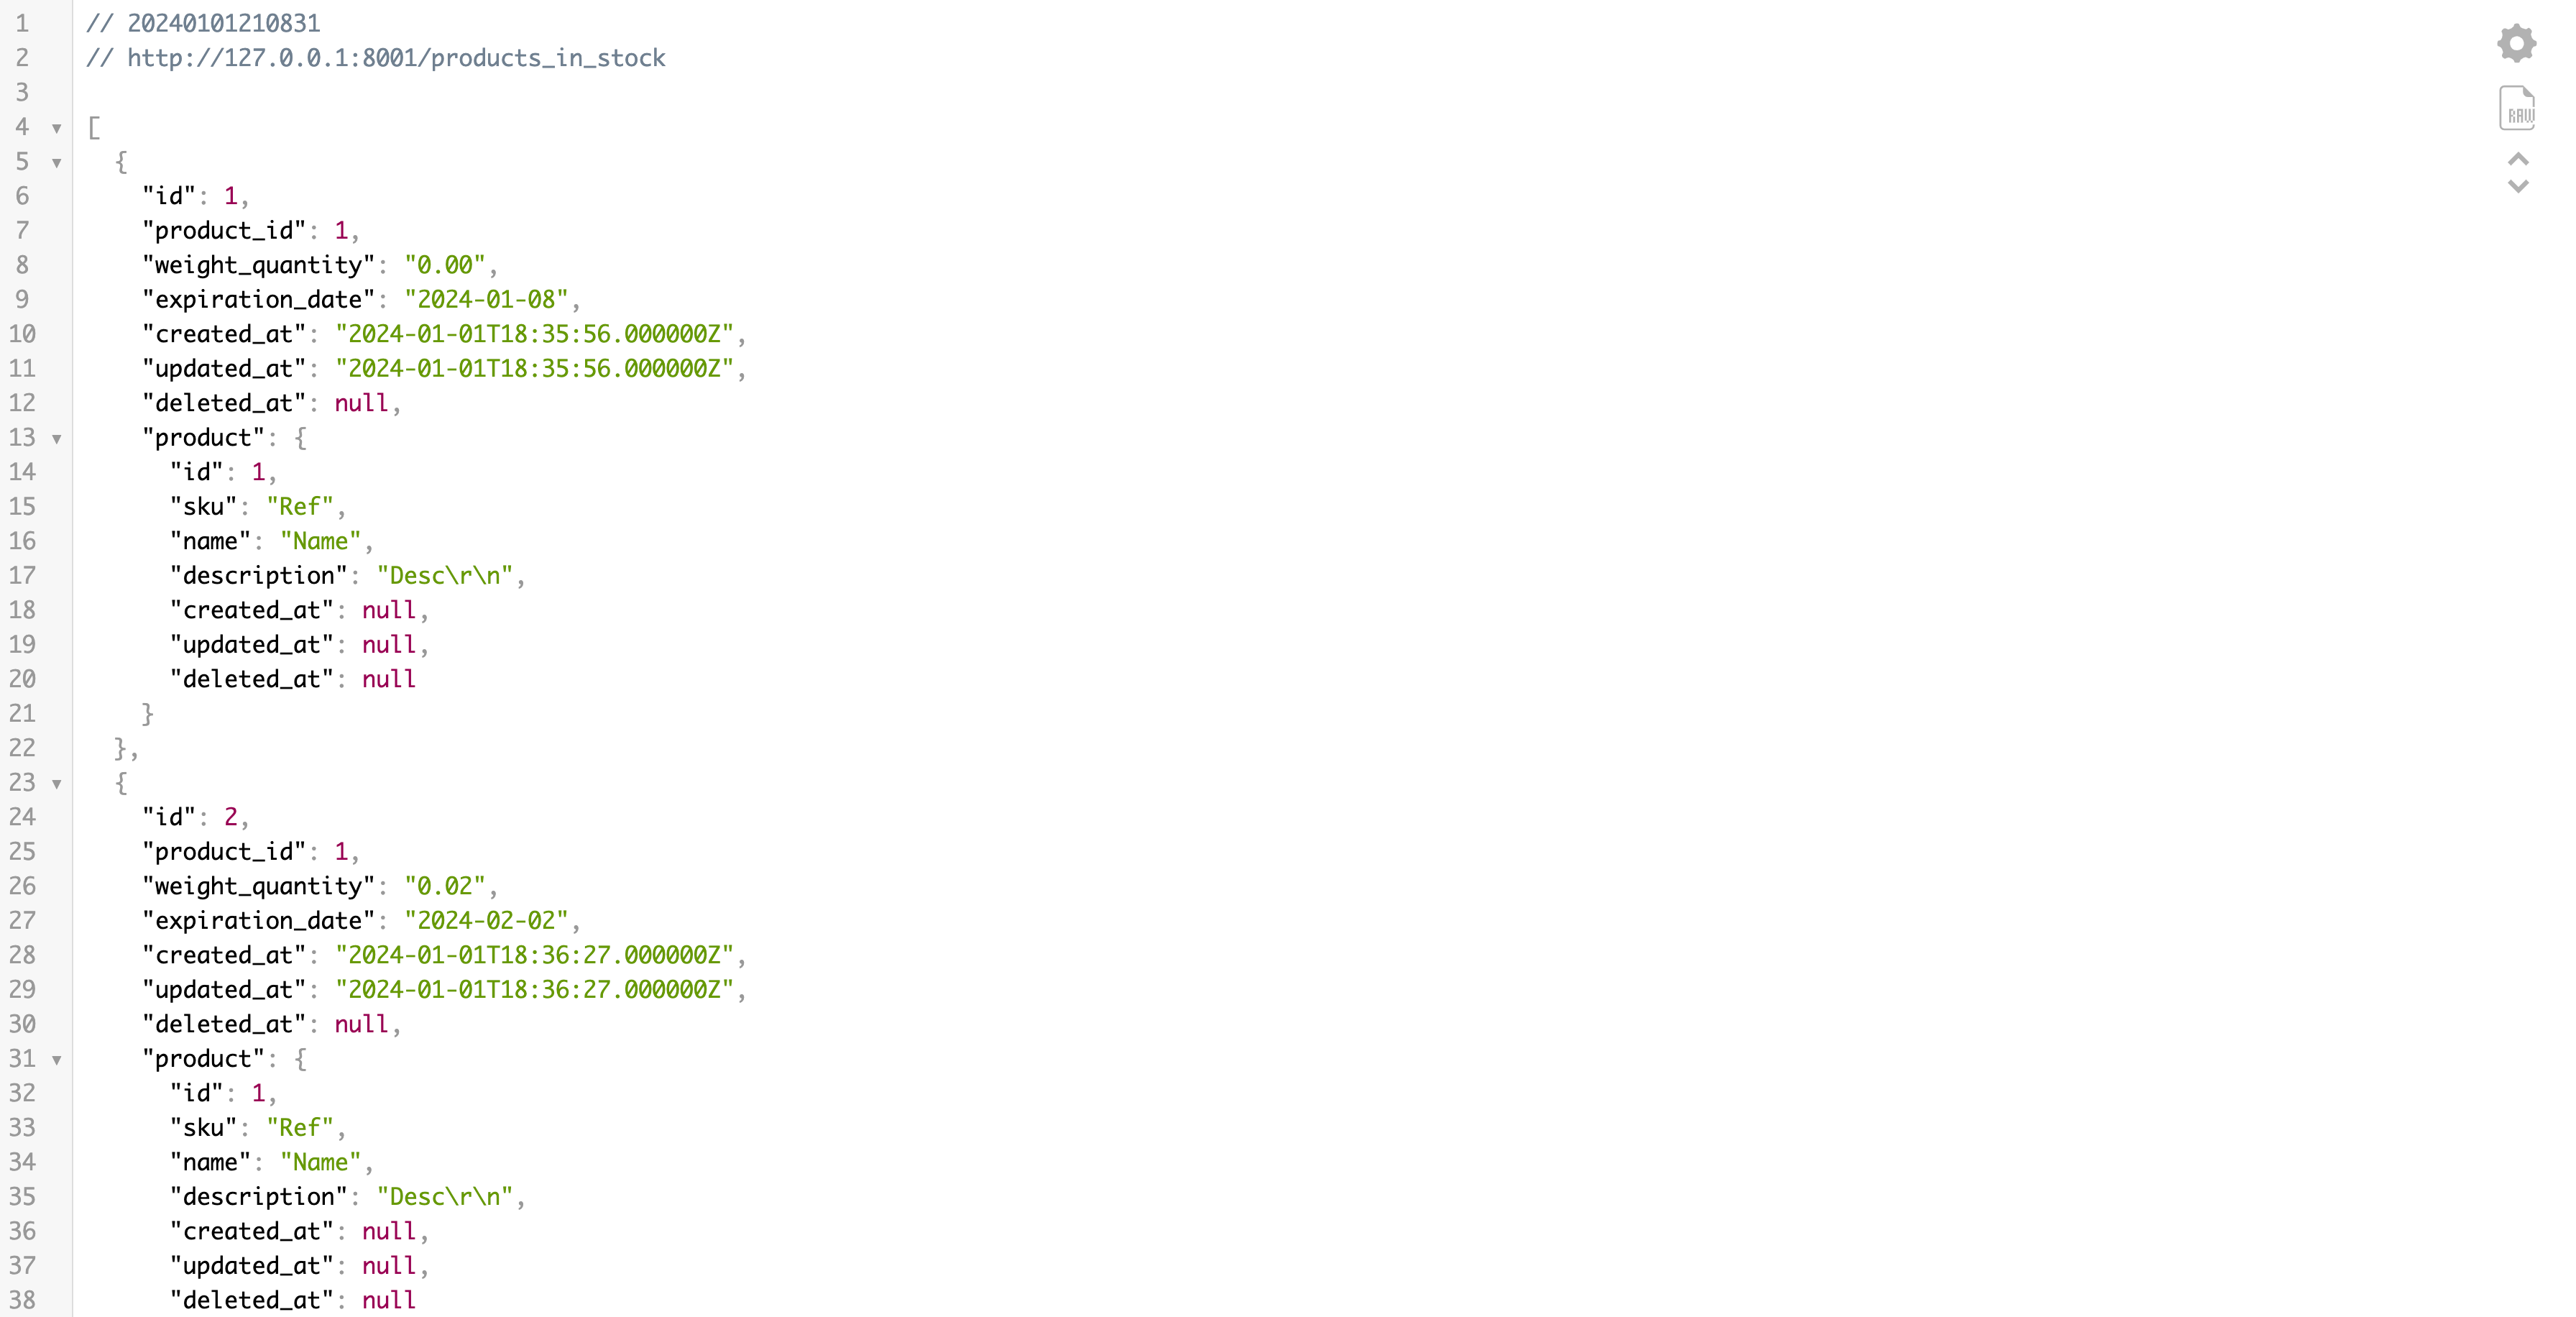 1 // 20240101210831
2 // http://127.0.0.1:8001/products_in_stock
3
4 [
5 {
6 "id": 1,
7 "product_id": 1,
8 "weight_quantity": "0.00",
9 "expiration_date": "2024-01-08",
10 "created_at": "2024-01-01T18:35:56.000000Z",
11 "updated_at": "2024-01-01T18:35:56.000000Z",
12 "deleted_at": null,
13 "product": {
14 "id": 1,
15 "sku": "Ref",
16 "name": "Name",
17 "description": "Desc\r\n",
18 "created_at": null,
19 "updated_at": null,
20 "deleted_at": null
21 }
22 },
23 {
24 "id": 2,
25 "product_id": 1,
26 "weight_quantity": "0.02",
27 "expiration_date": "2024-02-02",
28 "created_at": "2024-01-01T18:36:27.000000Z",
29 "updated_at": "2024-01-01T18:36:27.000000Z",
30 "deleted_at": null,
31 "product": {
32 "id": 1,
33 "sku": "Ref",
34 "name": "Name",
35 "description": "Desc\r\n",
36 "created_at": null,
37 "updated_at": null,
38 "deleted_at": null
RAW